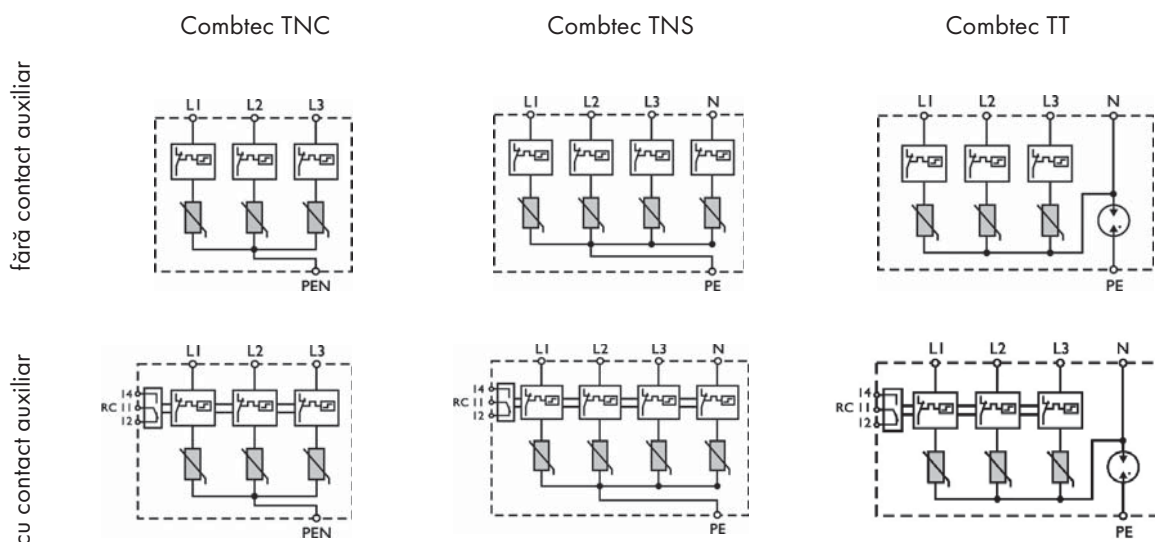 Combtec TNC
Combtec TNS
Combtec TT
fără contact auxiliar
L1 L2 L3
PEN
L1 L2 L3 N
PE
L1 L2 L3 N
PE
cu contact auxiliar
L1 L2 L3
14
RC 11
12
PEN
L1 L2 L3 N
14
RC 11
12
PE
L1 L2 L3 N
14
RC 11
12
PE